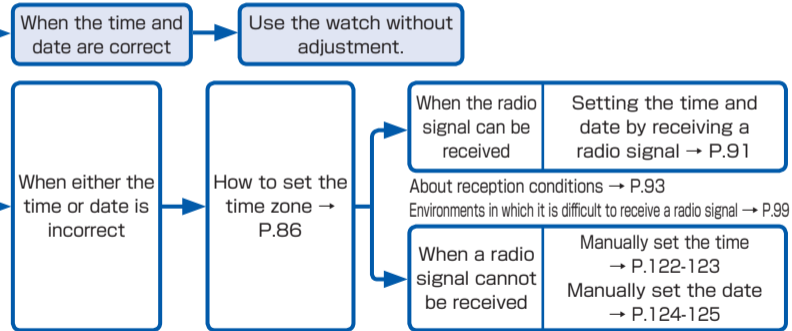 When the time and
date are correct
Use the watch without
adjustment.
When either the
time or date is
incorrect
How to set the
time zone →
P.86
When the radio
signal can be
received
Setting the time and
date by receiving a
radio signal → P.91
About reception conditions → P.93
Environments in which it is difficult to receive a radio signal → P.99
When a radio
signal cannot
be received
Manually set the time
→ P.122-123
Manually set the date
→ P.124-125